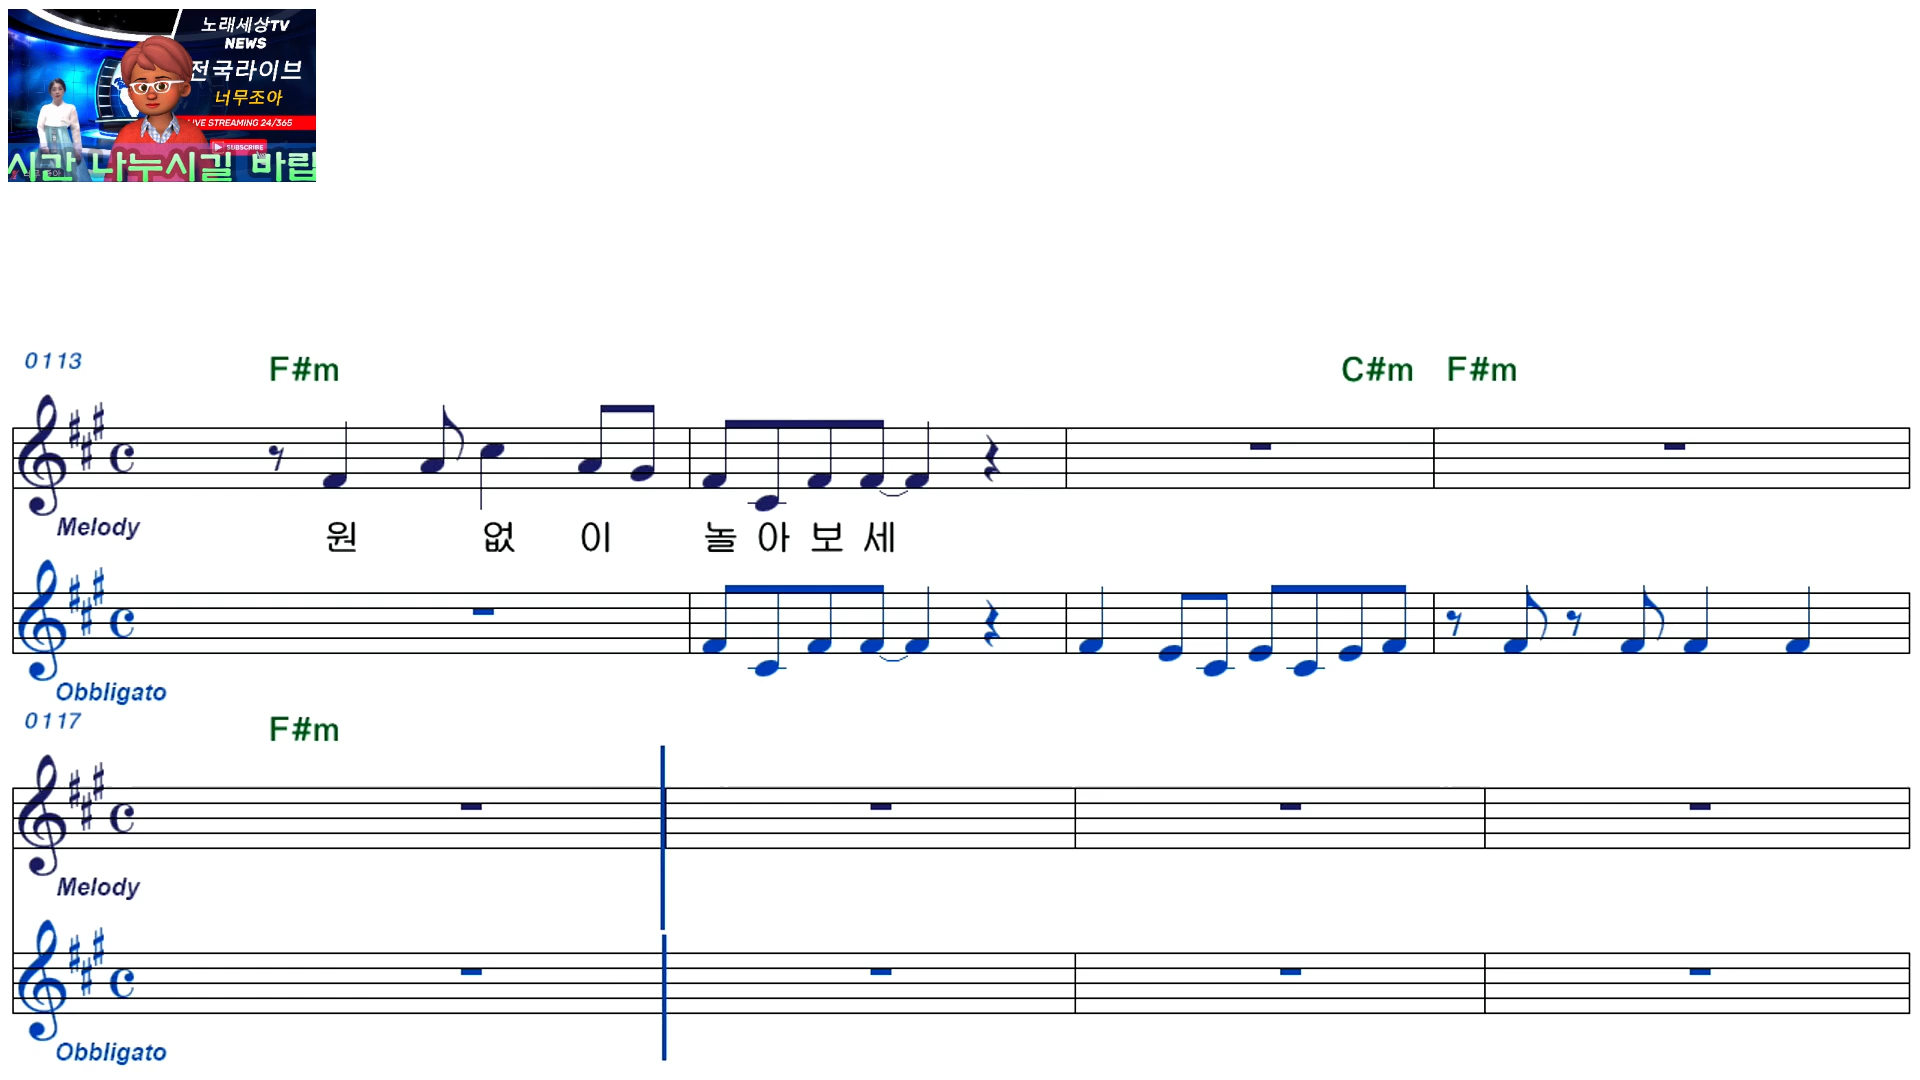 노래세상TV
NEWS
전국라이브
너무조아
LIVE STREAMING 24/365
SUBSCRIBE
시간 나누시길 바랍
0113
F#m C#m F#m
Melody
원 없 이 놀 아 보 세
Obbligato
0117
F#m
Melody
Obbligato